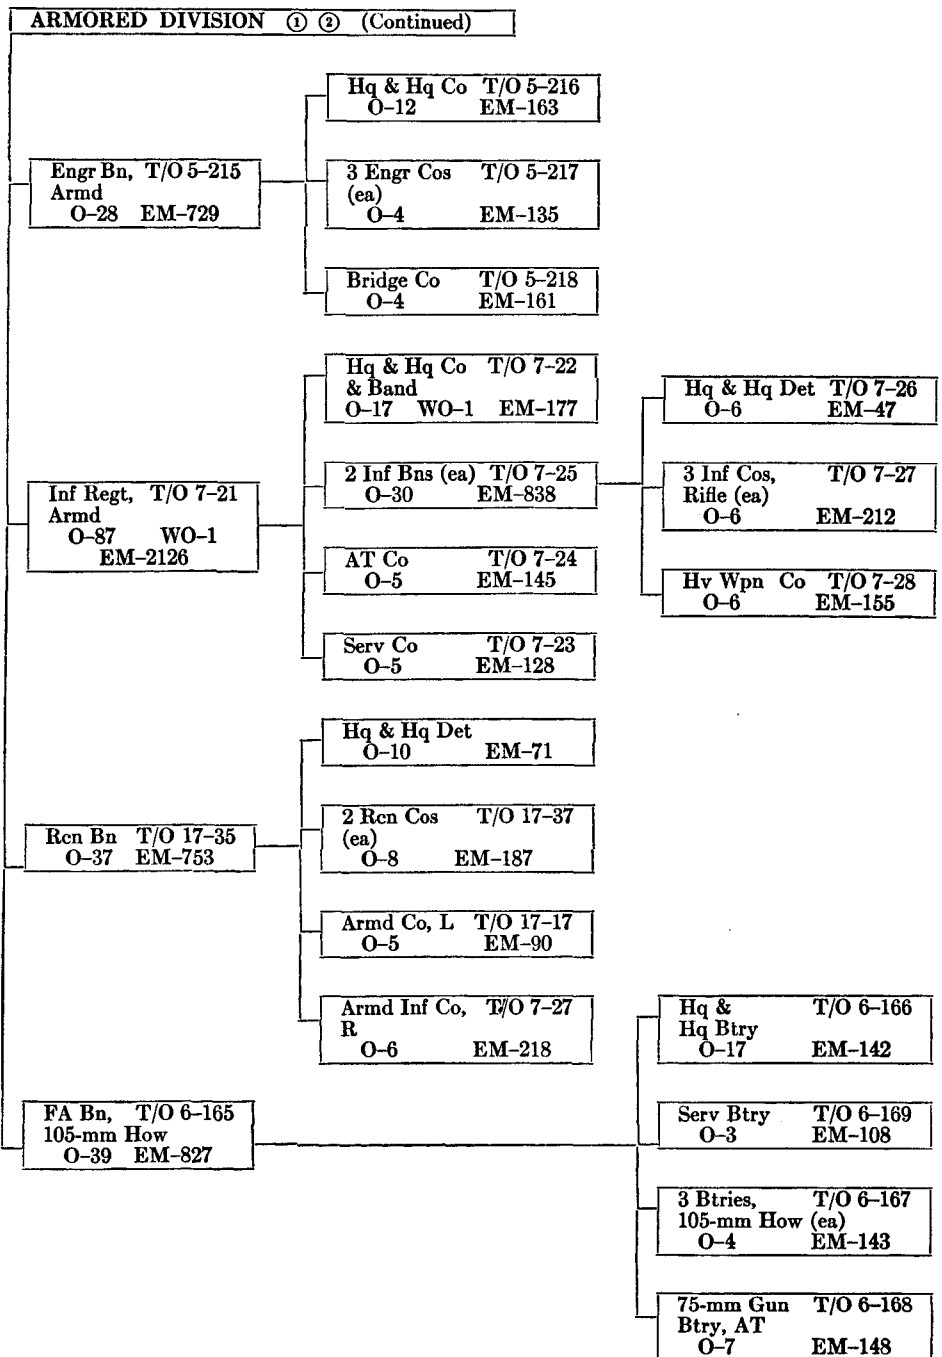 ARMORED DIVISION ① ② (Continued)
Engr Bn, T/O 5–215
Armd
O–28 EM–729
Hq & Hq Co T/O 5–216
O–12 EM–163
3 Engr Cos T/O 5–217
(ea)
O–4 EM–135
Bridge Co T/O 5–218
O–4 EM–161
Inf Regt, T/O 7–21
Armd
O–87 WO–1
EM–2126
Hq & Hq Co T/O 7–22
& Band
O–17 WO–1 EM–177
2 Inf Bns (ea) T/O 7–25
O–30 EM–838
AT Co T/O 7–24
O–5 EM–145
Serv Co T/O 7–23
O–5 EM–128
Hq & Hq Det T/O 7–26
O–6 EM–47
3 Inf Cos, T/O 7–27
Rifle (ea)
O–6 EM–212
Hv Wpn Co T/O 7–28
O–6 EM–155
Rcn Bn T/O 17–35
O–37 EM–753
Hq & Hq Det
O–10 EM–71
2 Rcn Cos T/O 17–37
(ea)
O–8 EM–187
Armd Co, L T/O 17–17
O–5 EM–90
Armd Inf Co, T/O 7–27
R
O–6 EM–218
FA Bn, T/O 6–165
105-mm How
O–39 EM–827
Hq & T/O 6–166
Hq Btry
O–17 EM–142
Serv Btry T/O 6–169
O–3 EM–108
3 Btries, T/O 6–167
105-mm How (ea)
O–4 EM–143
75-mm Gun T/O 6–168
Btry, AT
O–7 EM–148